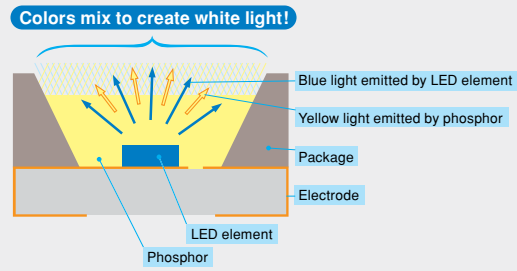 Colors mix to create white light!
Blue light emitted by LED element
Yellow light emitted by phosphor
Package
Electrode
LED element
Phosphor